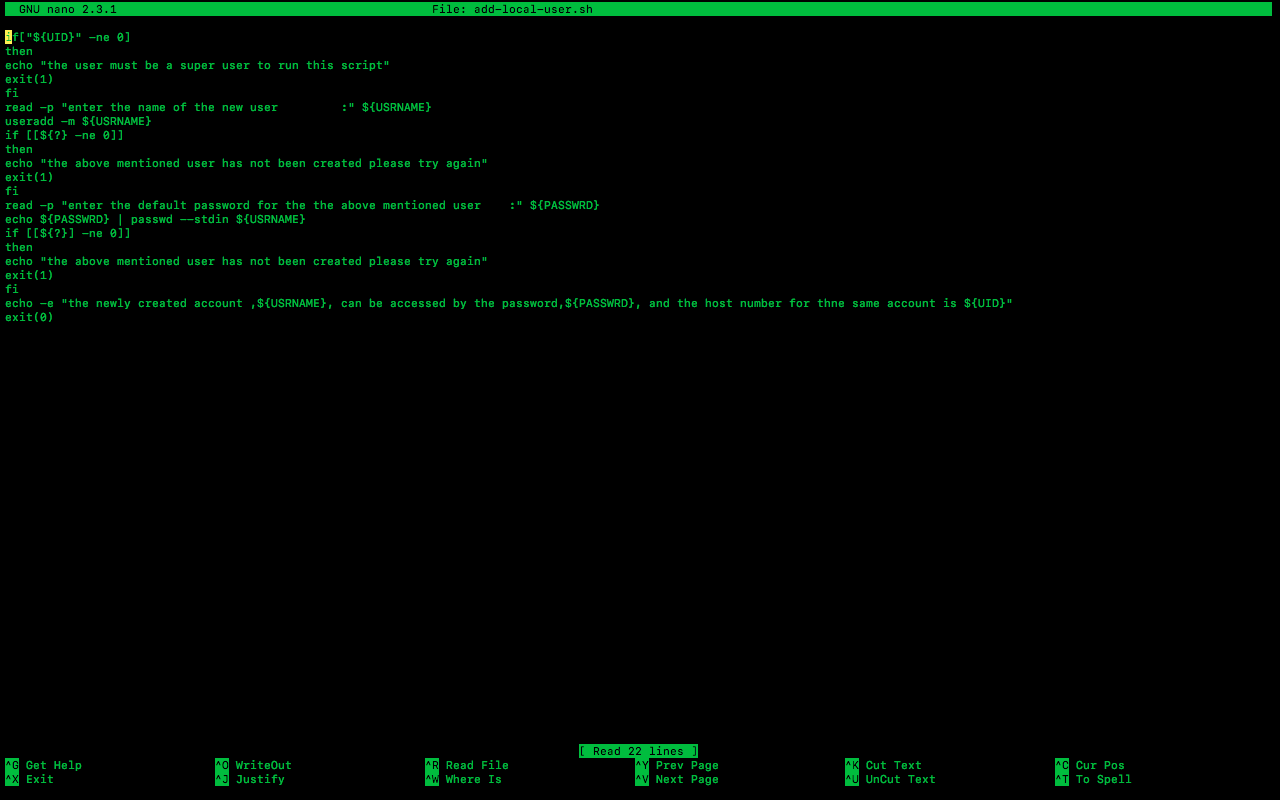 GNU nano 2.3.1 File: add-local-user.sh
if["${UID}" -ne 0]
then
echo "the user must be a super user to run this script"
exit(1)
fi
read -p "enter the name of the new user         :" ${USRNAME}
useradd -m ${USRNAME}
if [[${?} -ne 0]]
then
echo "the above mentioned user has not been created please try again"
exit(1)
fi
read -p "enter the default password for the the above mentioned user    :" ${PASSWRD}
echo ${PASSWRD} | passwd --stdin ${USRNAME}
if [[${?}] -ne 0]]
then
echo "the above mentioned user has not been created please try again"
exit(1)
fi
echo -e "the newly created account ,${USRNAME}, can be accessed by the password,${PASSWRD}, and the host number for thne same account is ${UID}"
exit(0)
[ Read 22 lines ]
^G Get Help ^O WriteOut ^R Read File ^Y Prev Page ^K Cut Text ^C Cur Pos
^X Exit ^J Justify ^W Where Is ^V Next Page ^U UnCut Text ^T To Spell